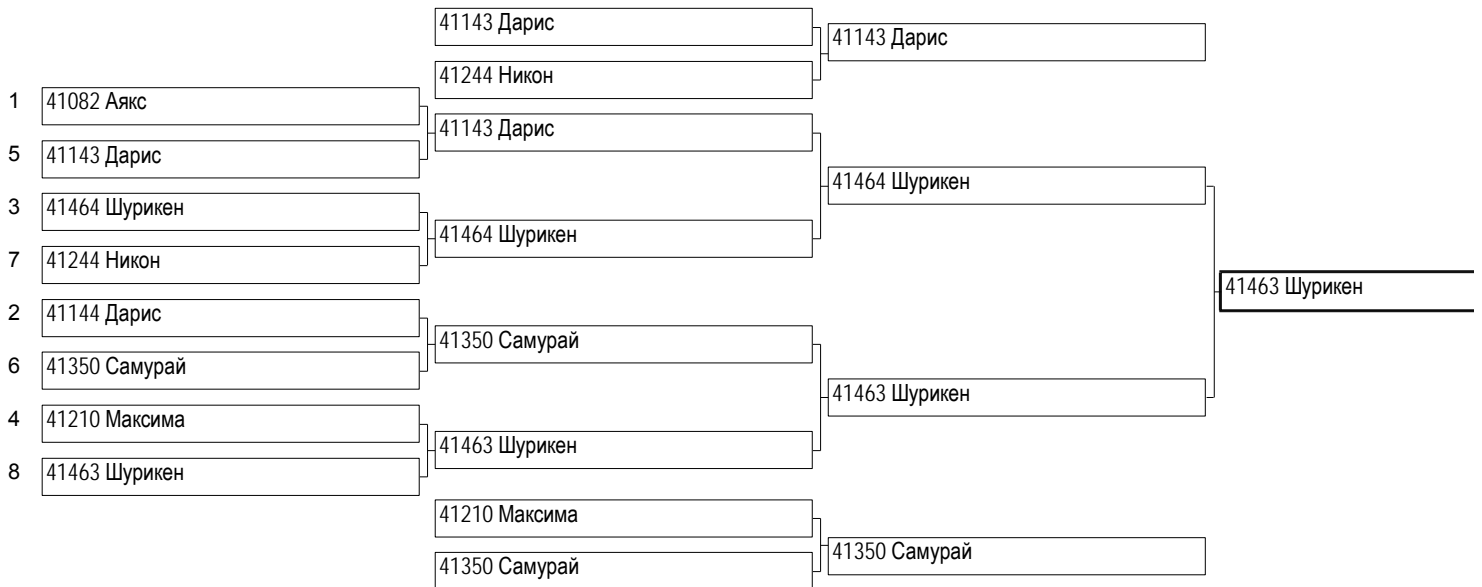 41143 Дарис
41143 Дарис
41244 Никон
1 41082 Аякс
41143 Дарис
5 41143 Дарис
41464 Шурикен
3 41464 Шурикен
41464 Шурикен
7 41244 Никон
41463 Шурикен
2 41144 Дарис
41350 Самурай
6 41350 Самурай
41463 Шурикен
4 41210 Максима
41463 Шурикен
8 41463 Шурикен
41210 Максима
41350 Самурай
41350 Самурай